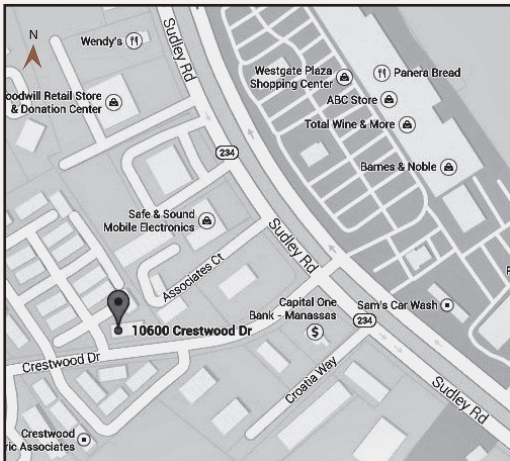 N
Wendy's
Sudley Rd
Westgate Plaza
Shopping Center
Panera Bread
ABC Store
Total Wine & More
Barnes & Noble
oodwill Retail Store
& Donation Center
234
Safe & Sound
Mobile Electronics
Sudley Rd
Associates Ct
Capital One
Bank - Manassas
$
Sam's Car Wash
234
10600 Crestwood Dr
Crestwood Dr
Croatia Way
Sudley Rd
Crestwood
ric Associates